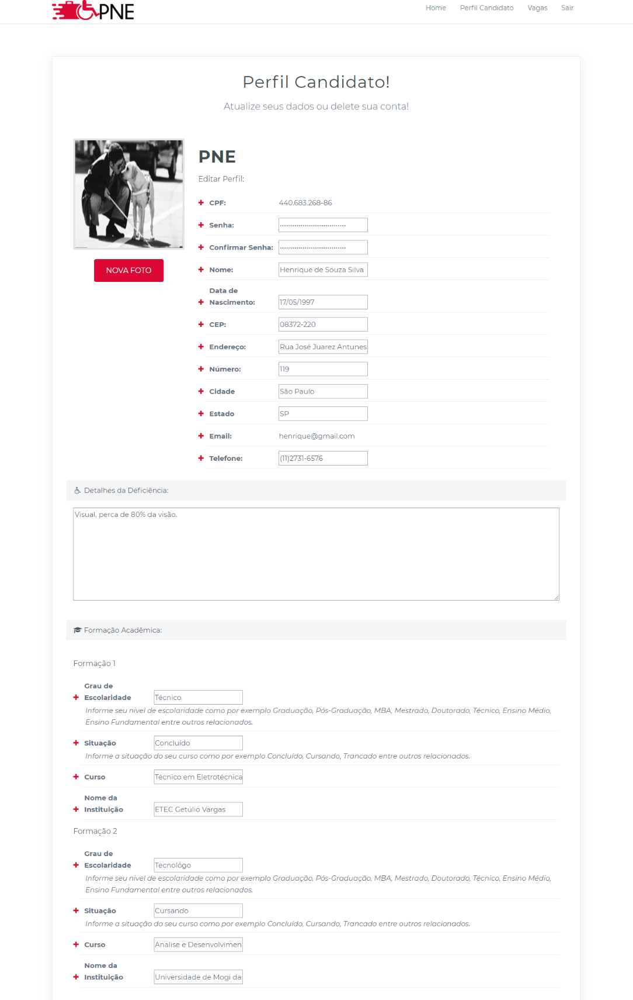 PNE
Home Perfil Candidato Vagas Sair
Perfil Candidato!
Atualize seus dados ou delete sua conta!
NOVA FOTO
PNE
Editar Perfil:
CPF: 440.683.268-86
Senha: ································
Confirmar Senha: ································
Nome: Henrique de Souza Silva
Data de
Nascimento: 17/05/1997
CEP: 08372-220
Endereço: Rua José Juarez Antunes
Número: 119
Cidade São Paulo
Estado SP
Email: henrique@gmail.com
Telefone: (11)2731-6576
Detalhes da Deficiência:
Visual, perca de 80% da visão.
Formação Acadêmica:
Formação 1
Grau de
Escolaridade Técnico
Informe seu nivel de escolaridade como por exemplo Graduação, Pós-Graduação, MBA, Mestrado, Doutorado, Técnico, Ensino Médio,
Ensino Fundamental entre outros relacionados.
Situação Concluído
Informe a situação do seu curso como por exemplo Concluído, Cursando, Trancado entre outros relacionados.
Curso Técnico em Eletrotécnica
Nome da
Instituição ETEC Getúlio Vargas
Formação 2
Grau de
Escolaridade Tecnológo
Informe seu nivel de escolaridade como por exemplo Graduação, Pós-Graduação, MBA, Mestrado, Doutorado, Técnico, Ensino Médio,
Ensino Fundamental entre outros relacionados.
Situação Cursando
Informe a situação do seu curso como por exemplo Concluído, Cursando, Trancado entre outros relacionados.
Curso Analise e Desenvolvimen
Nome da
Instituição Universidade de Mogi das